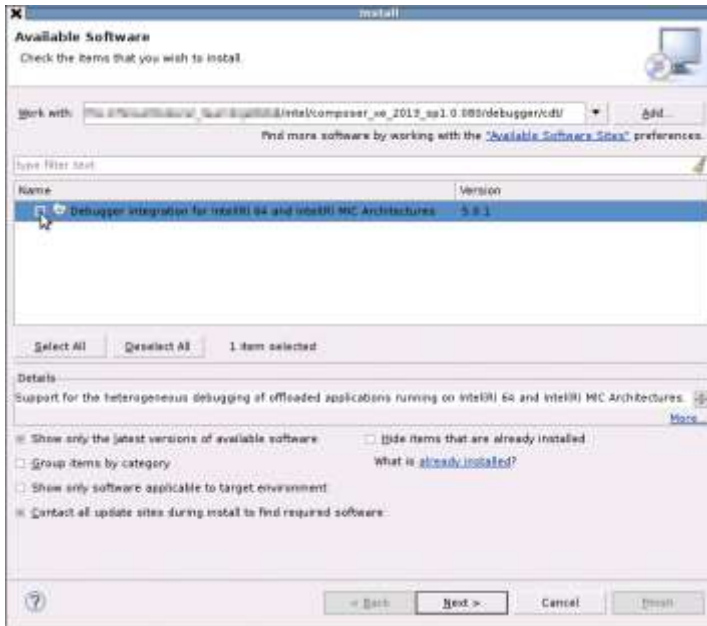 Install
Available Software
Check the items that you wish to install.
Work with: /intel/composer_xe_2013_sp1.0.080/debugger/cdt/ Add...
Find more software by working with the "Available Software Sites" preferences.
type filter text
Name Version
Debugger integration for Intel(R) 64 and Intel(R) MIC Architectures 5.0.1
Select All Deselect All 1 item selected
Details
Support for the heterogeneous debugging of offloaded applications running on Intel(R) 64 and Intel(R) MIC Architectures.
More...
Show only the latest versions of available software Hide items that are already installed
Group items by category What is already installed?
Show only software applicable to target environment
Contact all update sites during install to find required software
< Back Next > Cancel Finish